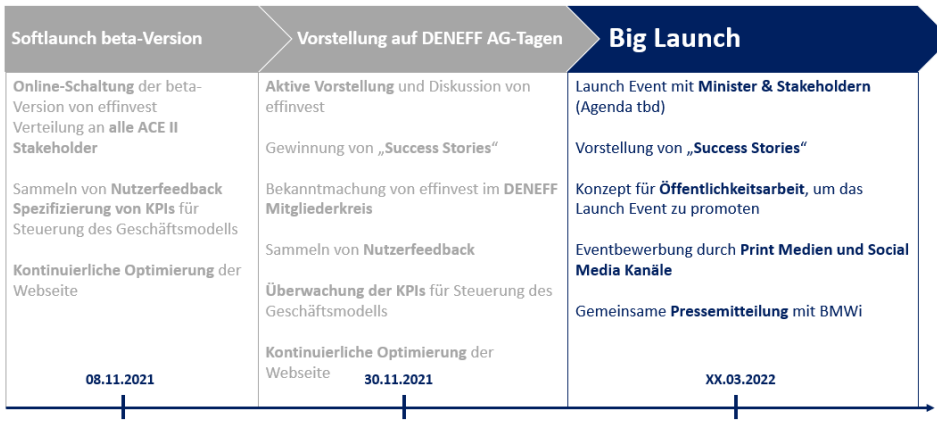 Softlaunch beta-Version
Online-Schaltung der beta-
Version von effinvest
Verteilung an alle ACE II
Stakeholder
Sammeln von Nutzerfeedback
Spezifizierung von KPIs für
Steuerung des Geschäftsmodells
Kontinuierliche Optimierung der
Webseite
08.11.2021
Vorstellung auf DENEFF AG-Tagen
Aktive Vorstellung und Diskussion von
effinvest
Gewinnung von „Success Stories“
Bekanntmachung von effinvest im DENEFF
Mitgliederkreis
Sammeln von Nutzerfeedback
Überwachung der KPIs für Steuerung des
Geschäftsmodells
Kontinuierliche Optimierung der
Webseite
30.11.2021
Big Launch
Launch Event mit Minister & Stakeholdern
(Agenda tbd)
Vorstellung von „Success Stories“
Konzept für Öffentlichkeitsarbeit, um das
Launch Event zu promoten
Eventbewerbung durch Print Medien und Social
Media Kanäle
Gemeinsame Pressemitteilung mit BMWi
XX.03.2022